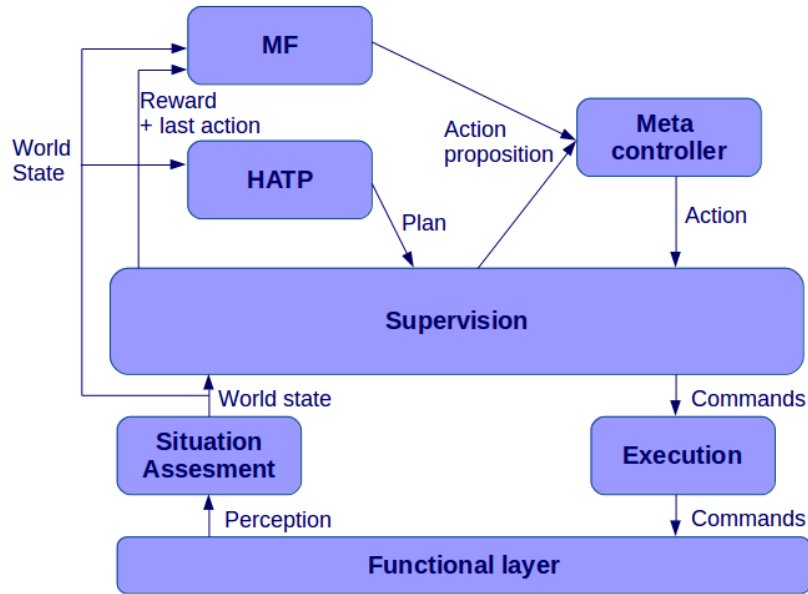 MF
Reward
+ last action
World
State
HATP
Action
proposition
Meta
controller
Plan
Action
Supervision
World state
Commands
Situation
Assesment
Execution
Perception
Commands
Functional layer